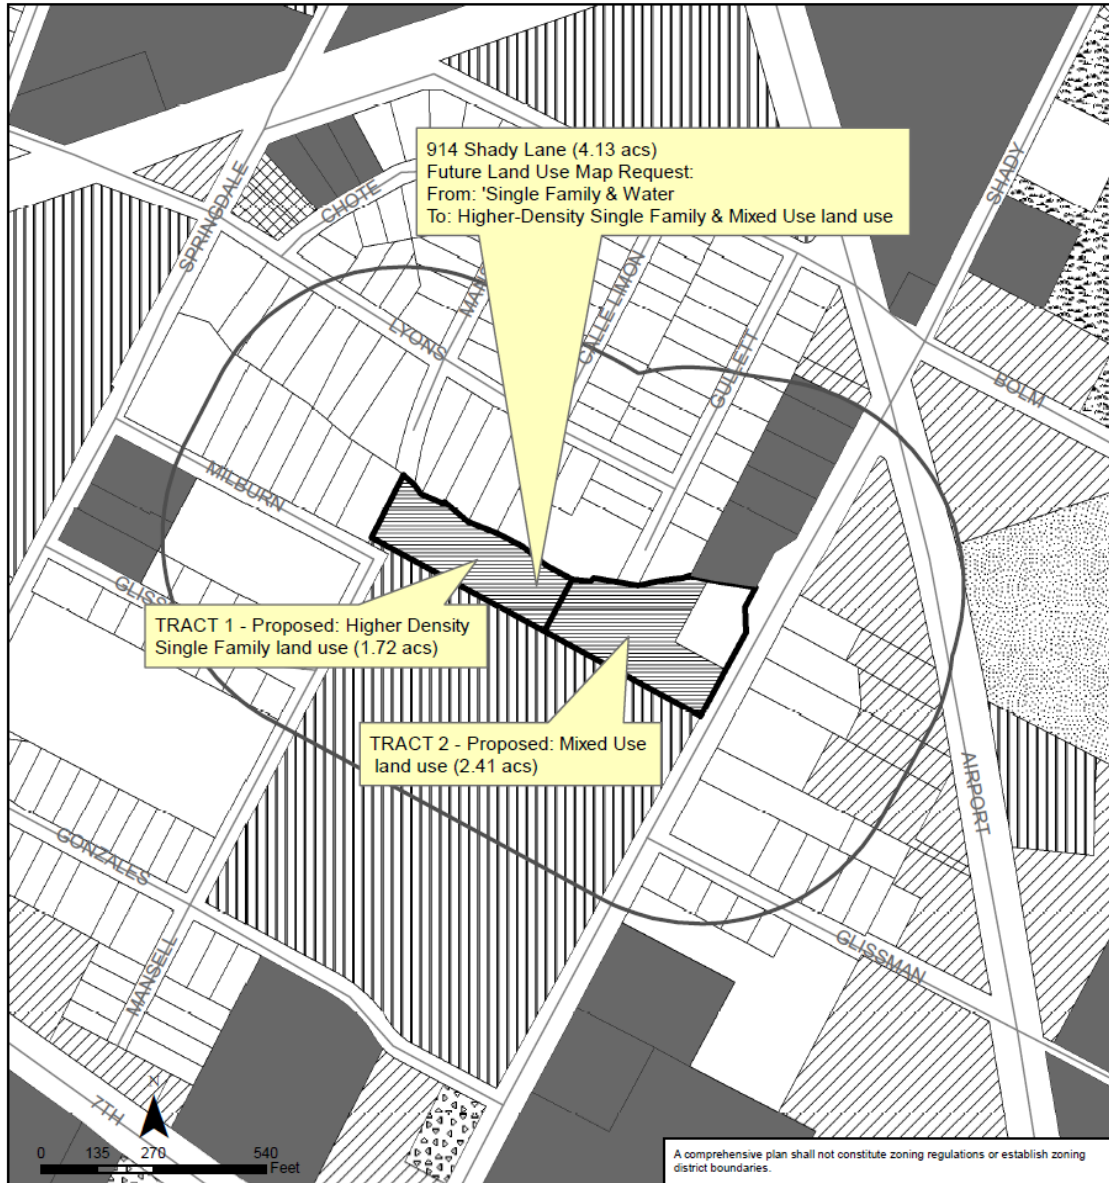 914 Shady Lane (4.13 acs)
Future Land Use Map Request:
From: 'Single Family & Water
To: Higher-Density Single Family & Mixed Use land use
SHADY
SPRINGDALE
CHOTE
CALLE LIMON
LYONS
GULLETT
BOLM
MILBURN
TRACT 1 - Proposed: Higher Density
Single Family land use (1.72 acs)
TRACT 2 - Proposed: Mixed Use
land use (2.41 acs)
AIRPORT
GONZALES
GLISSMAN
MANSELL
7TH
N
0 135 270 540
Feet
A comprehensive plan shall not constitute zoning regulations or establish zoning
district boundaries.